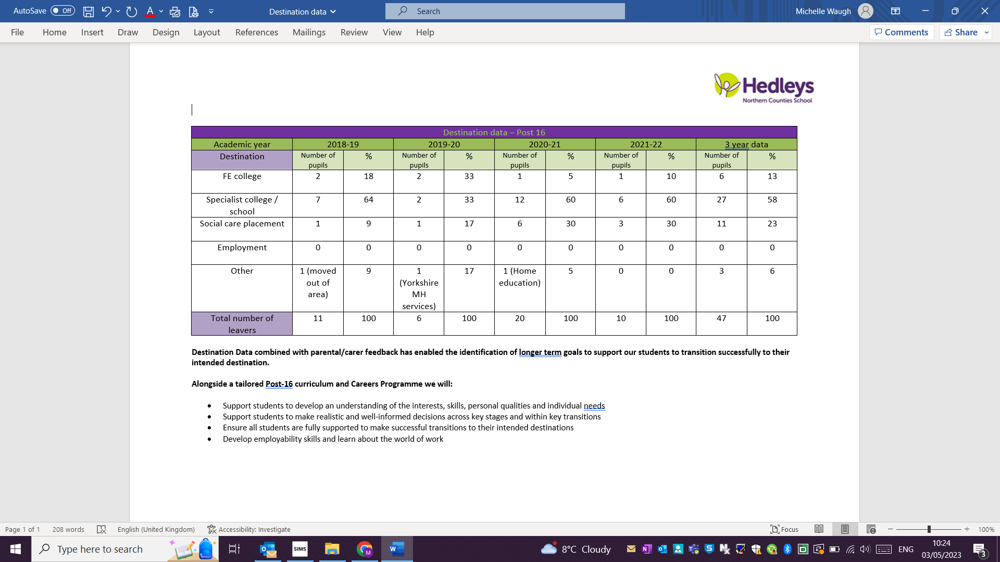 AutoSave Off A Destination data Search Michelle Waugh
File Home Insert Draw Design Layout References Mailings Review View Help Comments Share
Hedleys
Northern Counties School
Destination data – Post 16
Academic year 2018-19 2019-20 2020-21 2021-22 3 year data
Destination Number of pupils % Number of pupils % Number of pupils % Number of pupils % Number of pupils %
FE college 2 18 2 33 1 5 1 10 6 13
Specialist college / school 7 64 2 33 12 60 6 60 27 58
Social care placement 1 9 1 17 6 30 3 30 11 23
Employment 0 0 0 0 0 0 0 0 0 0
Other 1 (moved out of area) 9 1 (Yorkshire MH services) 17 1 (Home education) 5 0 0 3 6
Total number of leavers 11 100 6 100 20 100 10 100 47 100
Destination Data combined with parental/carer feedback has enabled the identification of longer term goals to support our students to transition successfully to their
intended destination.
Alongside a tailored Post-16 curriculum and Careers Programme we will:
• Support students to develop an understanding of the interests, skills, personal qualities and individual needs
• Support students to make realistic and well-informed decisions across key stages and within key transitions
• Ensure all students are fully supported to make successful transitions to their intended destinations
• Develop employability skills and learn about the world of work
Page 1 of 1 208 words English (United Kingdom) Accessibility: Investigate Focus 100%
Type here to search SIMS M W 8°C Cloudy ENG 10:24
03/05/2023 3